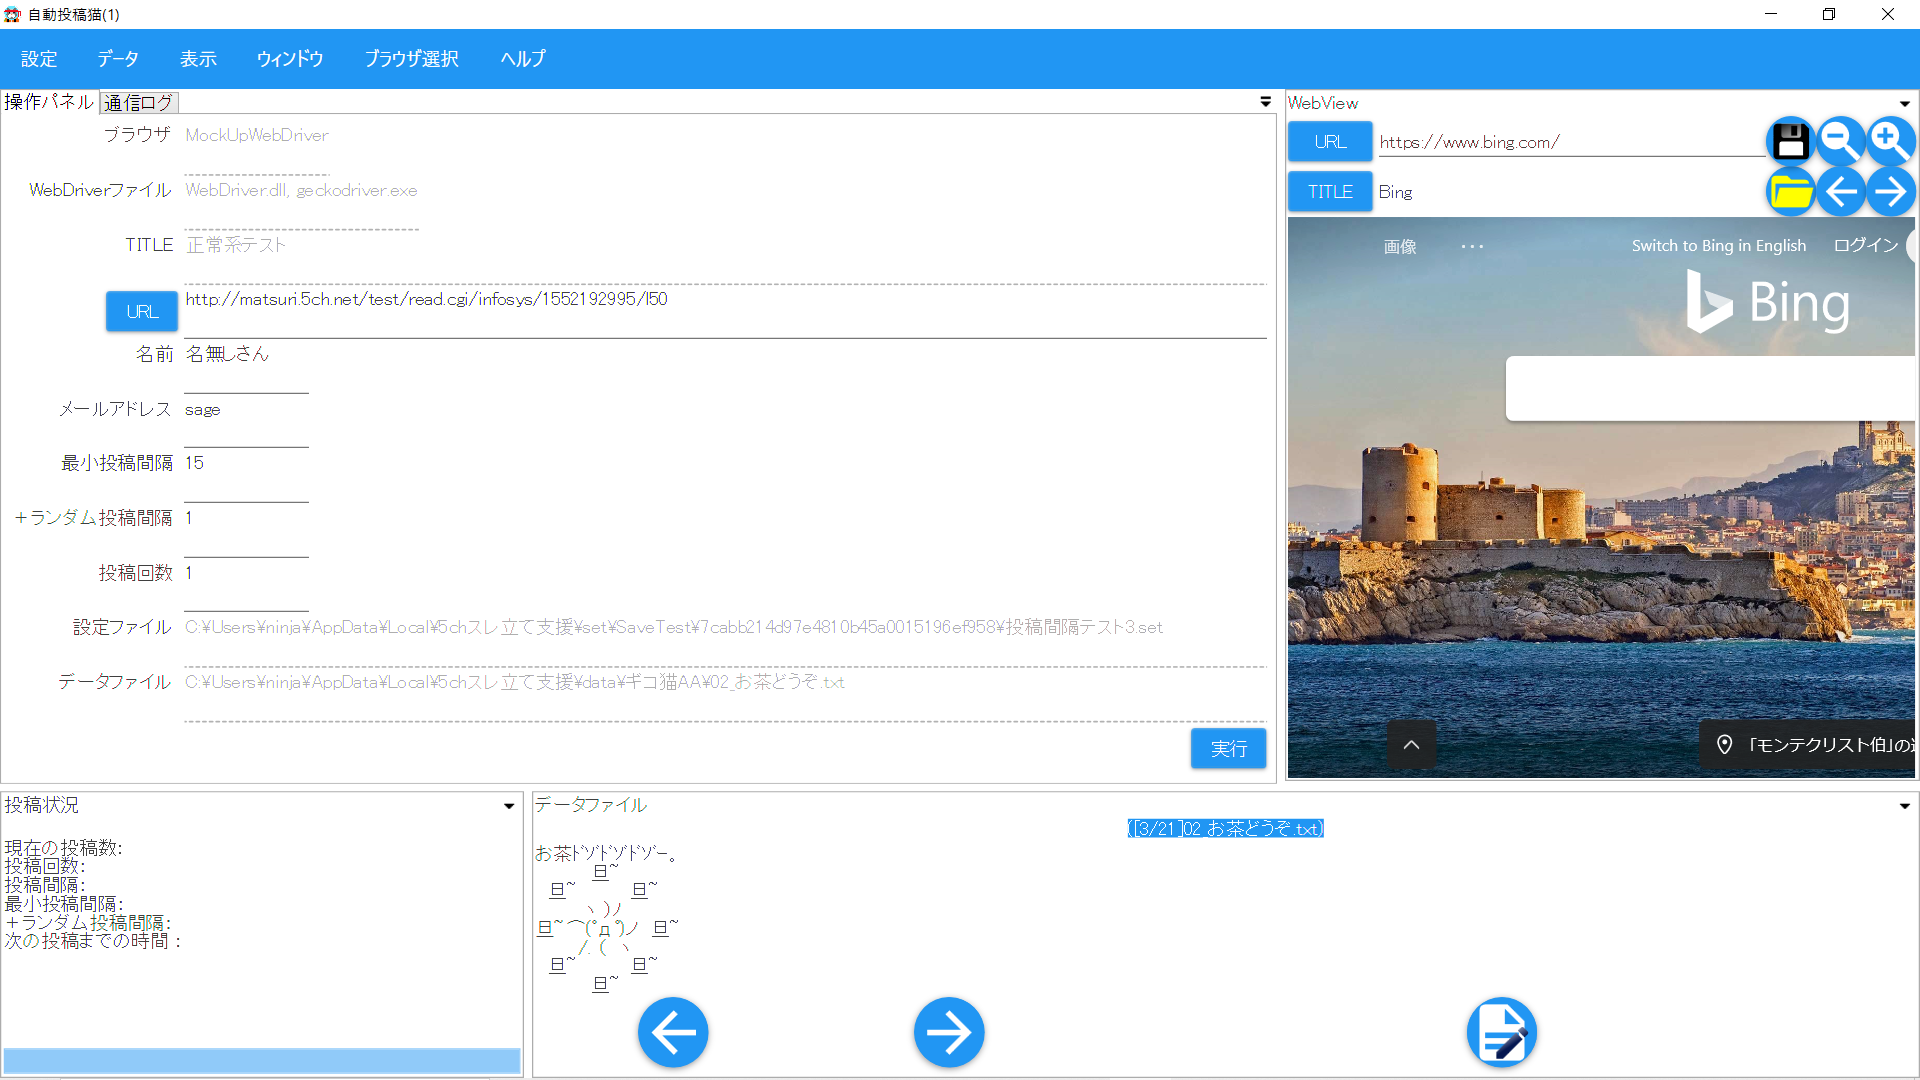 自動投稿猫(1)
設定 データ 表示 ウィンドウ ブラウザ選択 ヘルプ
操作パネル 通信ログ
ブラウザ MockUpWebDriver
WebDriverファイル WebDriver.dll, geckodriver.exe
TITLE 正常系テスト
URL http://matsuri.5ch.net/test/read.cgi/infosys/1552192995/l50
名前 名無しさん
メールアドレス sage
最小投稿間隔 15
+ランダム投稿間隔 1
投稿回数 1
設定ファイル C:¥Users¥ninja¥AppData¥Local¥5chスレ立て支援¥set¥SaveTest¥7cabb214d97e4810b45a0015196ef958¥投稿間隔テスト3.set
データファイル C:¥Users¥ninja¥AppData¥Local¥5chスレ立て支援¥data¥ギコ猫AA¥02_お茶どうぞ.txt
実行
WebView
URL https://www.bing.com/
TITLE Bing
画像 ... Switch to Bing in English ログイン
Bing
「モンテクリスト伯」の
投稿状況
現在の投稿数:
投稿回数:
投稿間隔:
最小投稿間隔:
+ランダム投稿間隔:
次の投稿までの時間 :
データファイル
([3/21]02_お茶どうぞ.txt)
お茶ドゾドゾドゾー。
旦~
旦~ 旦~
ヽ )ノ
旦~ ⌒(゚д゚)ノ 旦~
/. ( ヽ
旦~ 旦~
旦~